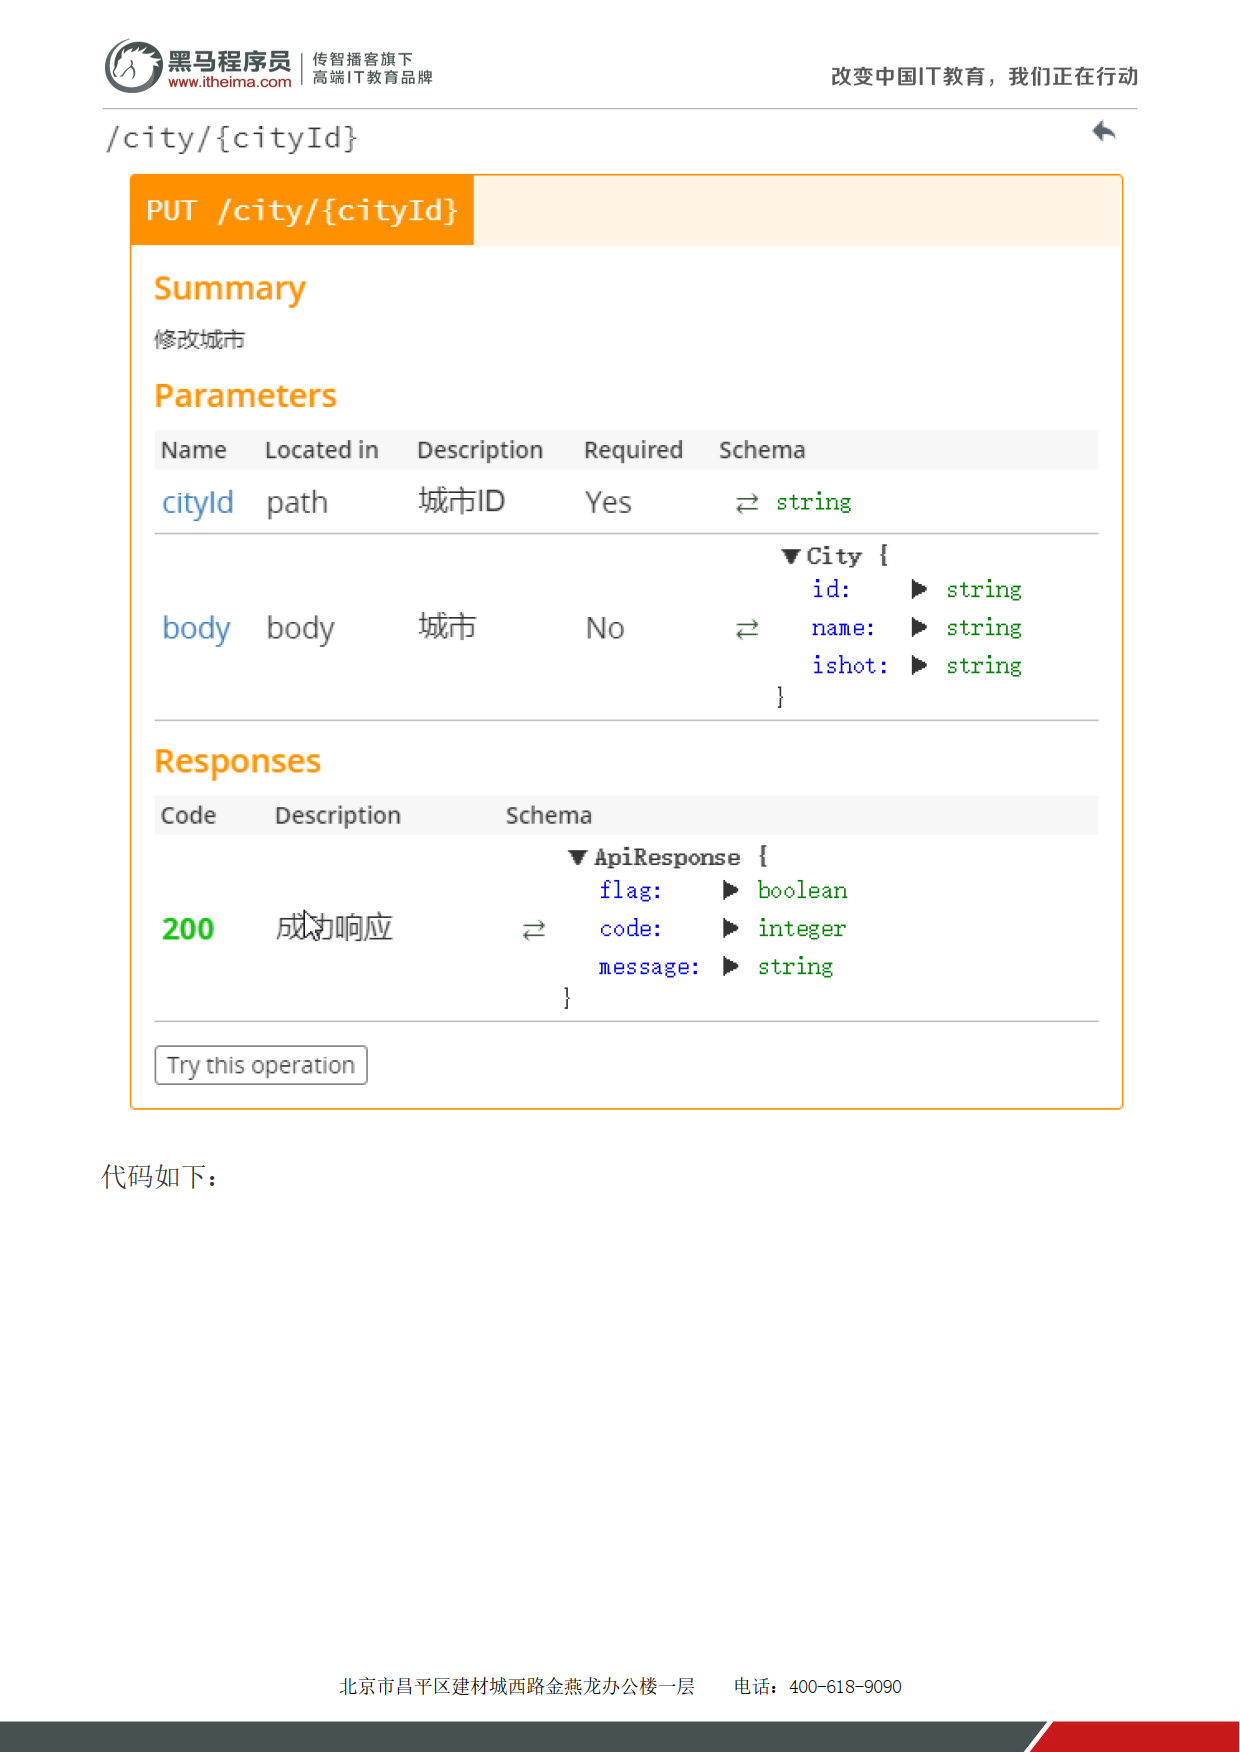 黑马程序员
www.itheima.com
传智播客旗下
高端IT教育品牌
改变中国IT教育，我们正在行动
/city/{cityId}
PUT /city/{cityId}
Summary
修改城市
Parameters
Name Located in Description Required Schema
cityId path 城市ID Yes ⇄ string
▼ City {
id: ▶ string
body body 城市 No ⇄ name: ▶ string
ishot: ▶ string
}
Responses
Code Description Schema
▼ ApiResponse {
flag: ▶ boolean
200 成功响应 ⇄ code: ▶ integer
message: ▶ string
}
Try this operation
代码如下：
北京市昌平区建材城西路金燕龙办公楼一层 电话：400-618-9090